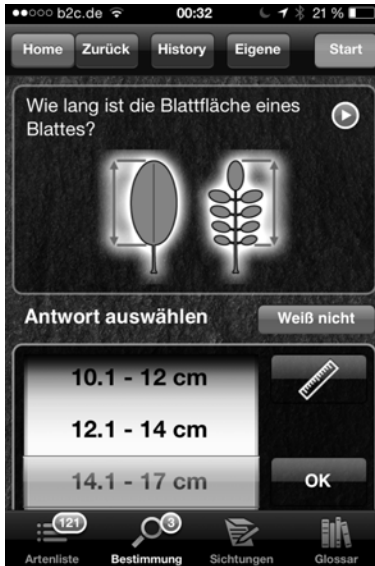 b2c.de 00:32 21 %
Home Zurück History Eigene Start
Wie lang ist die Blattfläche eines
Blattes?
Antwort auswählen Weiß nicht
10.1 - 12 cm
12.1 - 14 cm
14.1 - 17 cm OK
121 3
Artenliste Bestimmung Sichtungen Glossar